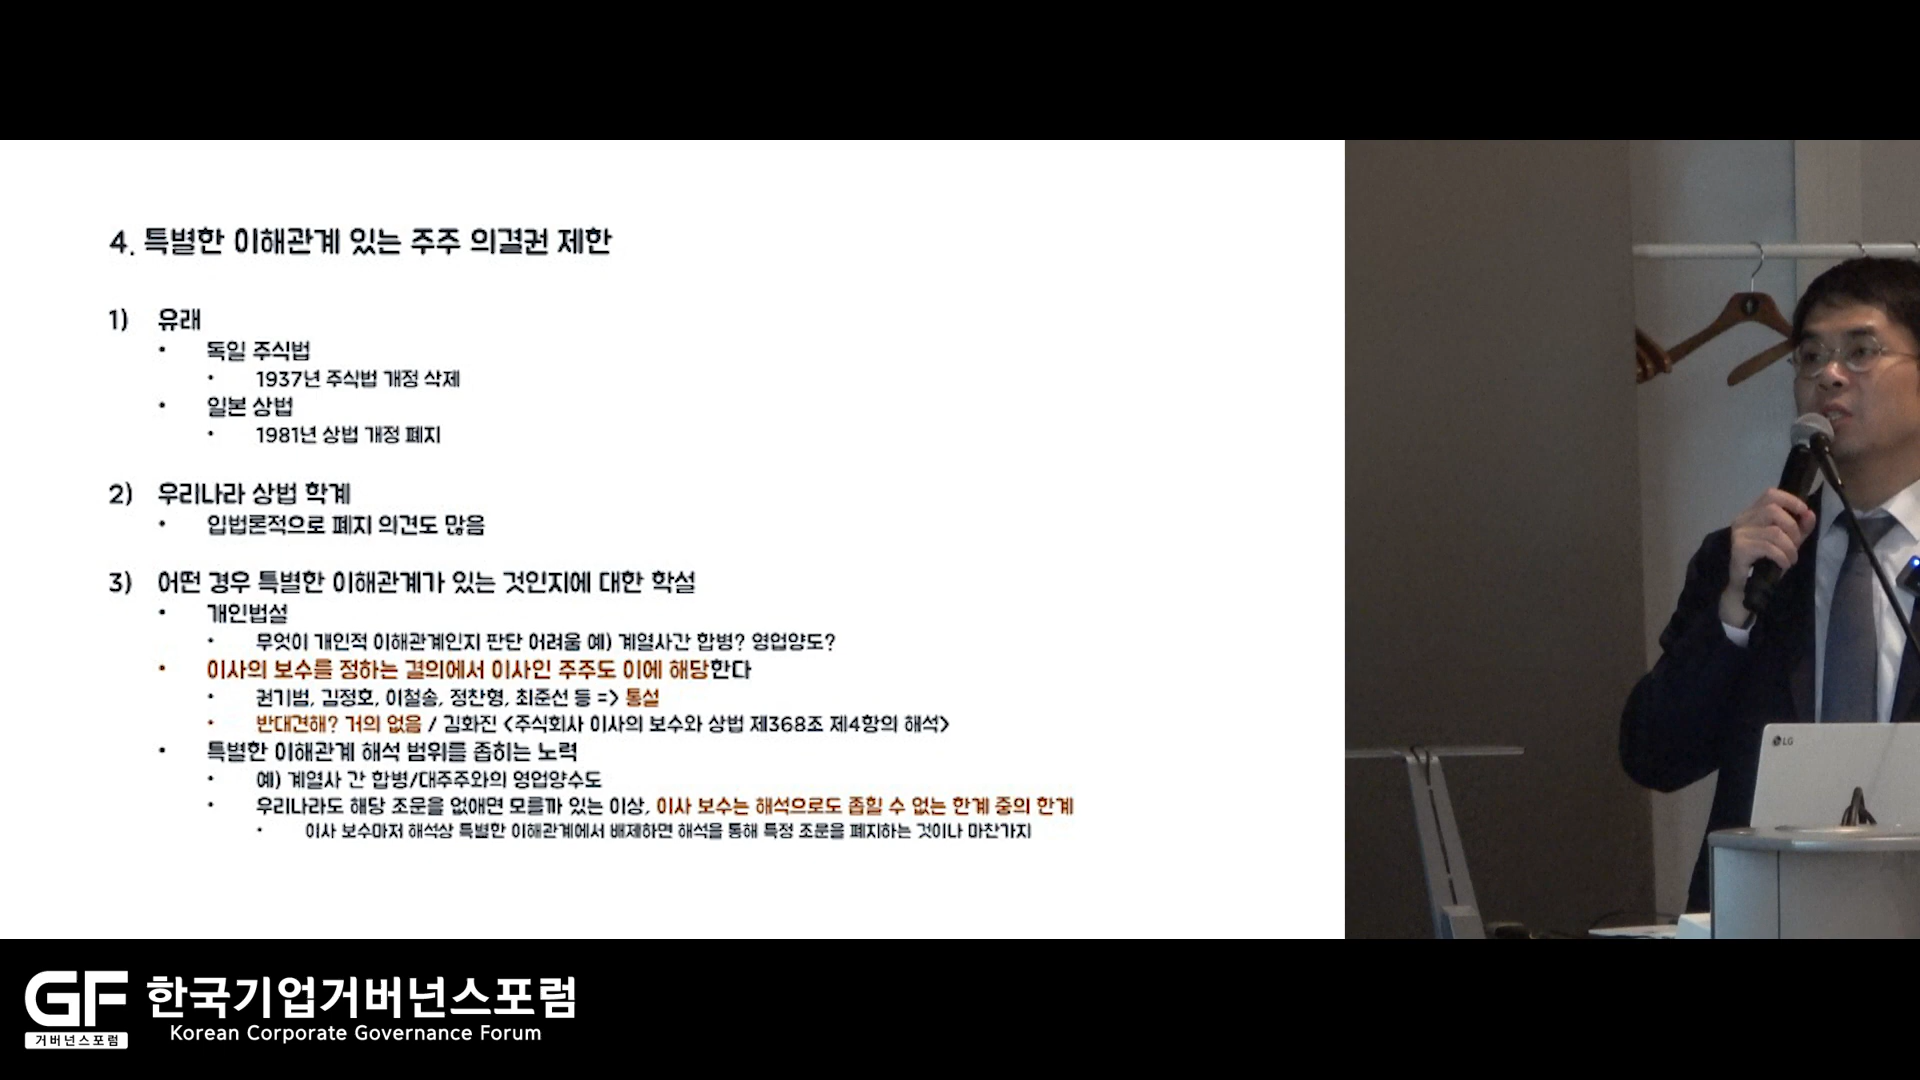 4. 특별한 이해관계 있는 주주 의결권 제한
1) 유래
• 독일 주식법
• 1937년 주식법 개정 삭제
• 일본 상법
• 1981년 상법 개정 폐지
2) 우리나라 상법 학계
• 입법론적으로 폐지 의견도 많음
3) 어떤 경우 특별한 이해관계가 있는 것인지에 대한 학설
• 개인법설
• 무엇이 개인적 이해관계인지 판단 어려움 예) 계열사간 합병? 영업양도?
• 이사의 보수를 정하는 결의에서 이사인 주주도 이에 해당한다
• 권기범, 김정호, 이철송, 정찬형, 최준선 등 => 통설
• 반대견해? 거의 없음 / 김화진 <주식회사 이사의 보수와 상법 제368조 제4항의 해석>
• 특별한 이해관계 해석 범위를 좁히는 노력
• 예) 계열사 간 합병/대주주와의 영업양수도
• 우리나라도 해당 조문을 없애면 모를까 있는 이상, 이사 보수는 해석으로도 좁힐 수 없는 한계 중의 한계
• 이사 보수마저 해석상 특별한 이해관계에서 배제하면 해석을 통해 특정 조문을 폐지하는 것이나 마찬가지
LG
GF 한국기업거버넌스포럼
거버넌스포럼 Korean Corporate Governance Forum